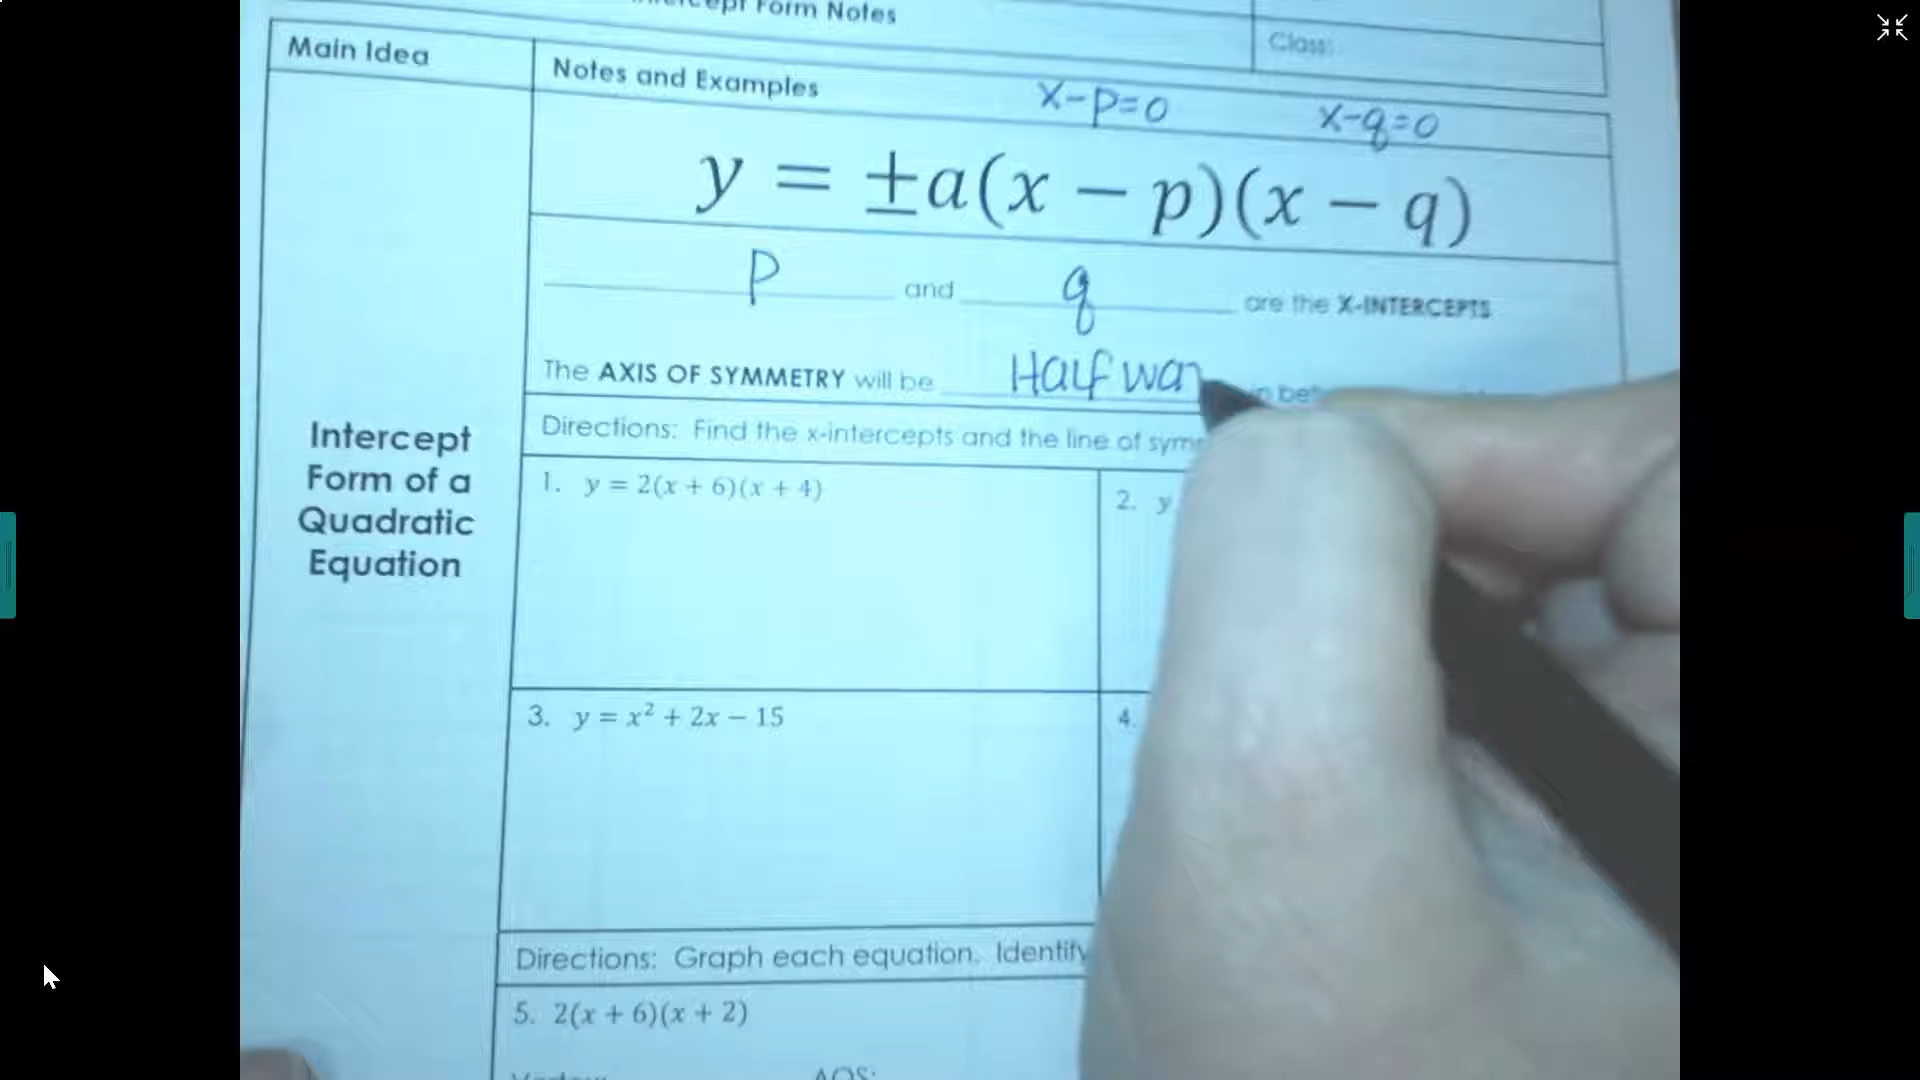 Form Notes
Class:
Main Idea
Notes and Examples
x-p=0
x-q=0
y = ±a(x − p)(x − q)
p and q are the X-INTERCEPTS
The AXIS OF SYMMETRY will be Halfwa
Directions: Find the x-intercepts and the line of
Intercept
Form of a
Quadratic
Equation
1. y = 2(x + 6)(x + 4)
2. y
3. y = x² + 2x − 15
4.
Directions: Graph each equation. Identify
5. 2(x + 6)(x + 2)
AOS: